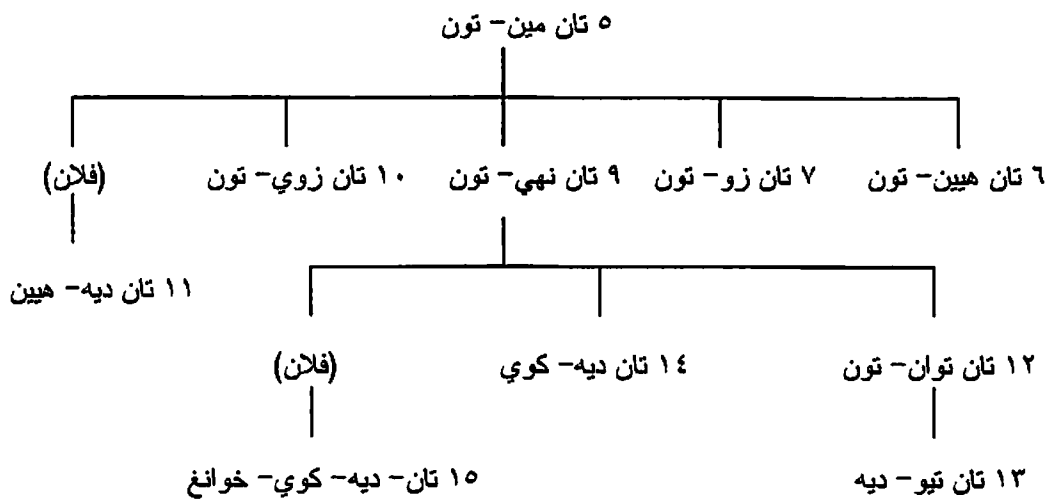 ٥ تان مين- تون
٦ تان هيين- تون ٧ تان زو- تون ٩ تان نهي- تون ١٠ تان زوي- تون (فلان)
١١ تان ديه- هيين
١٢ تان توان- تون ١٤ تان ديه- كوي (فلان)
١٣ تان تيو- ديه ١٥ تان- ديه- كوي- خوانغ